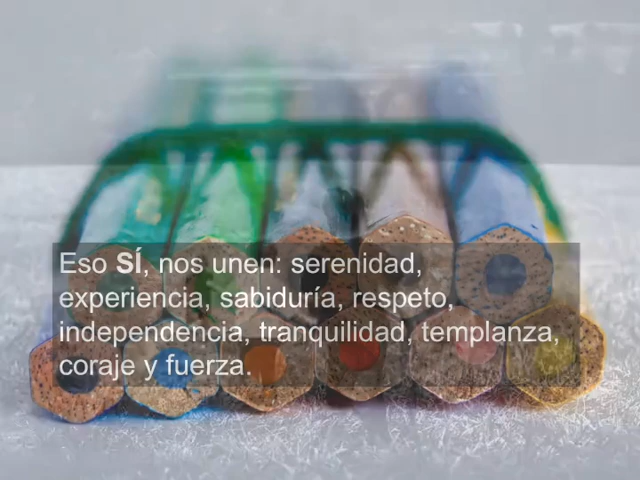 Eso SÍ, nos unen: serenidad,
experiencia, sabiduría, respeto,
independencia, tranquilidad, templanza,
coraje y fuerza.